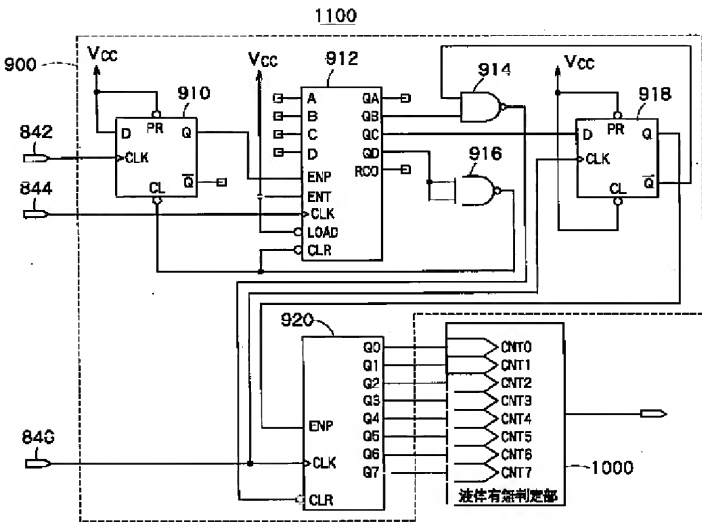 1100
900
VCC
910
D
PR
Q
CLK
Q̅
CL
842
844
VCC
912
A
B
C
D
ENP
ENT
CLK
LOAD
CLR
QA
QB
QC
QD
RCO
914
916
VCC
918
D
PR
Q
CLK
Q̅
CL
920
Q0
Q1
Q2
Q3
Q4
Q5
Q6
Q7
ENP
CLK
CLR
840
CNT0
CNT1
CNT2
CNT3
CNT4
CNT5
CNT6
CNT7
液体有無判定部
1000